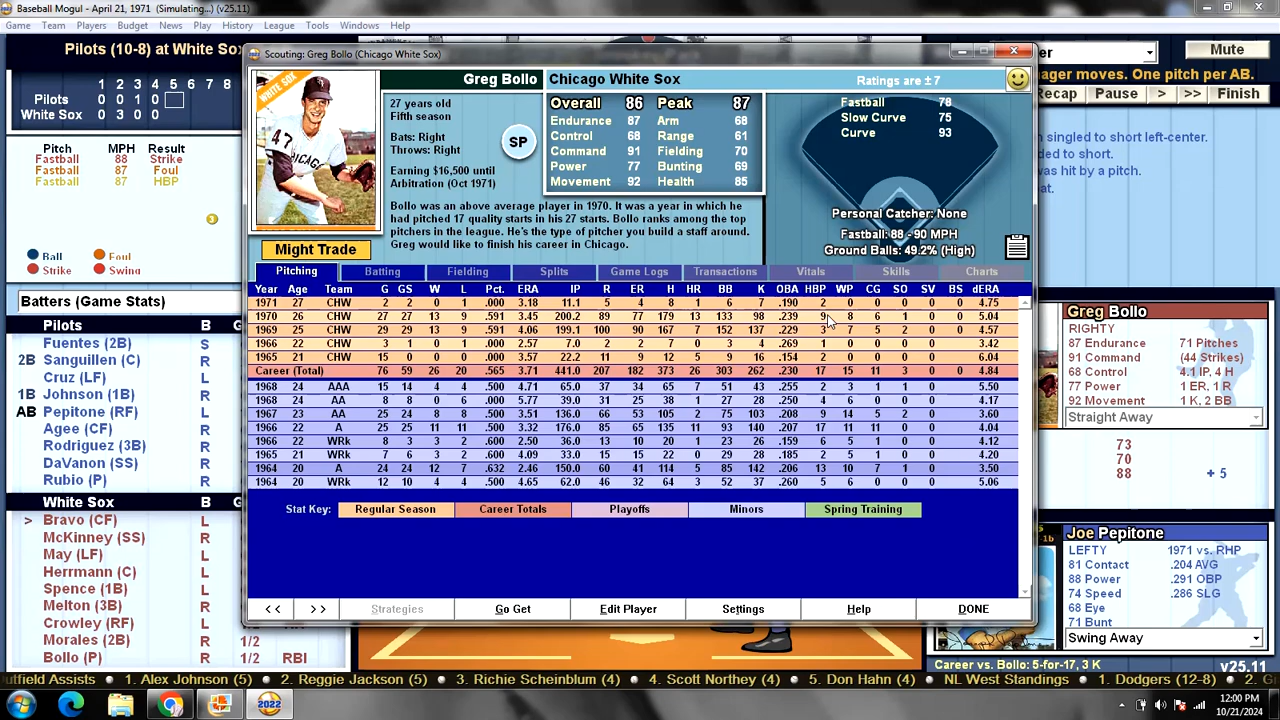 Baseball Mogul - April 21, 1971 (Simulating...) (v25.11)
Game Team Players Budget News Play History League Tools Windows Help
Pilots (10-8) at White So
1 2 3 4 5 6 7 8
Pilots 0 0 1 0
White Sox 0 3 0 0
Pitch MPH Result
Fastball 88 Strike
Fastball 87 Foul
Fastball 87 HBP
3
Ball Foul
Strike Swing
Batters (Game Stats)
Pilots B
Fuentes (2B) S
2B Sanguillen (C) R
Cruz (LF) L
1B Johnson (1B) R
AB Pepitone (RF) L
Agee (CF) R
Rodriguez (3B) R
DaVanon (SS) R
Rubio (P) R
White Sox B G
> Bravo (CF) L
McKinney (SS) R
May (LF) L
Herrmann (C) L
Spence (1B) L
Melton (3B) R
Crowley (RF) L 1/1
Morales (2B) R 1/2
Bollo (P) R 1/2 RBI
Scouting: Greg Bollo (Chicago White Sox)
WHITE SOX
Greg Bollo
27 years old
Fifth season
Bats: Right
Throws: Right
Earning $16,500 until
Arbitration (Oct 1971)
SP
Chicago White Sox
Overall 86 Peak 87
Endurance 87 Arm 68
Control 68 Range 61
Command 91 Fielding 70
Power 77 Bunting 69
Movement 92 Health 85
Ratings are ±7
Fastball 78
Slow Curve 75
Curve 93
Personal Catcher: None
Fastball: 88 - 90 MPH
Ground Balls: 49.2% (High)
Bollo was an above average player in 1970. It was a year in which he
had pitched 17 quality starts in his 27 starts. Bollo ranks among the top
pitchers in the league. He's the type of pitcher you build a staff around.
Greg would like to finish his career in Chicago.
Might Trade
Pitching Batting Fielding Splits Game Logs Transactions Vitals Skills Charts
Year Age Team G GS W L Pct. ERA IP R ER H HR BB K OBA HBP WP CG SO SV BS dERA
1971 27 CHW 2 2 0 1 .000 3.18 11.1 5 4 8 1 6 7 .190 2 0 0 0 0 0 4.75
1970 26 CHW 27 27 13 9 .591 3.45 200.2 89 77 179 13 133 98 .239 9 8 6 1 0 0 5.04
1969 25 CHW 29 29 13 9 .591 4.06 199.1 100 90 167 7 152 137 .229 3 7 5 2 0 0 4.57
1966 22 CHW 3 1 0 1 .000 2.57 7.0 2 2 7 0 3 4 .269 1 0 0 0 0 0 3.42
1965 21 CHW 15 0 0 0 .000 3.57 22.2 11 9 12 5 9 16 .154 2 0 0 0 0 0 6.04
Career (Total) 76 59 26 20 .565 3.71 441.0 207 182 373 26 303 262 .230 17 15 11 3 0 0 4.84
1968 24 AAA 15 14 4 4 .500 4.71 65.0 37 34 65 7 51 43 .255 2 3 1 0 0 5.50
1968 24 AA 8 8 0 6 .000 5.77 39.0 31 25 38 1 27 28 .250 4 6 0 0 0 4.17
1967 23 AA 25 24 8 8 .500 3.51 136.0 66 53 105 2 75 103 .208 9 14 5 2 0 3.60
1966 22 A 25 25 11 11 .500 3.32 176.0 85 65 135 11 93 140 .207 17 11 11 3 0 4.04
1966 22 WRk 8 3 3 2 .600 2.50 36.0 13 10 20 1 23 26 .159 6 5 1 0 0 4.12
1965 21 WRk 7 6 3 2 .600 4.09 33.0 15 15 22 0 29 28 .185 2 5 1 0 0 4.20
1964 20 A 24 24 12 7 .632 2.46 150.0 60 41 114 5 85 142 .206 13 10 7 1 0 3.50
1964 20 WRk 12 10 4 4 .500 4.65 62.0 46 32 64 3 52 37 .260 5 6 0 0 0 5.06
Stat Key: Regular Season Career Totals Playoffs Minors Spring Training
<< >> Strategies Go Get Edit Player Settings Help DONE
Mute
ager moves. One pitch per AB.
Recap Pause > >> Finish
n singled to short left-center.
ded to short.
was hit by a pitch.
at.
Greg Bollo
RIGHTY
87 Endurance 71 Pitches
91 Command (44 Strikes)
68 Control 4.1 IP, 4 H
77 Power 1 ER, 1 R
92 Movement 1 K, 2 BB
Straight Away
73
70
88 + 5
Joe Pepitone
LEFTY 1971 vs. RHP
81 Contact .204 AVG
88 Power .291 OBP
74 Speed .286 SLG
68 Eye
71 Bunt
Swing Away
Career vs. Bollo: 5-for-17, 3 K
v25.11
utfield Assists 1. Alex Johnson (5) 2. Reggie Jackson (5) 3. Richie Scheinblum (4) 4. Scott Northey (4) 5. Don Hahn (4) NL West Standings 1. Dodgers (12-8) 2. G
2022
12:00 PM
10/21/2024